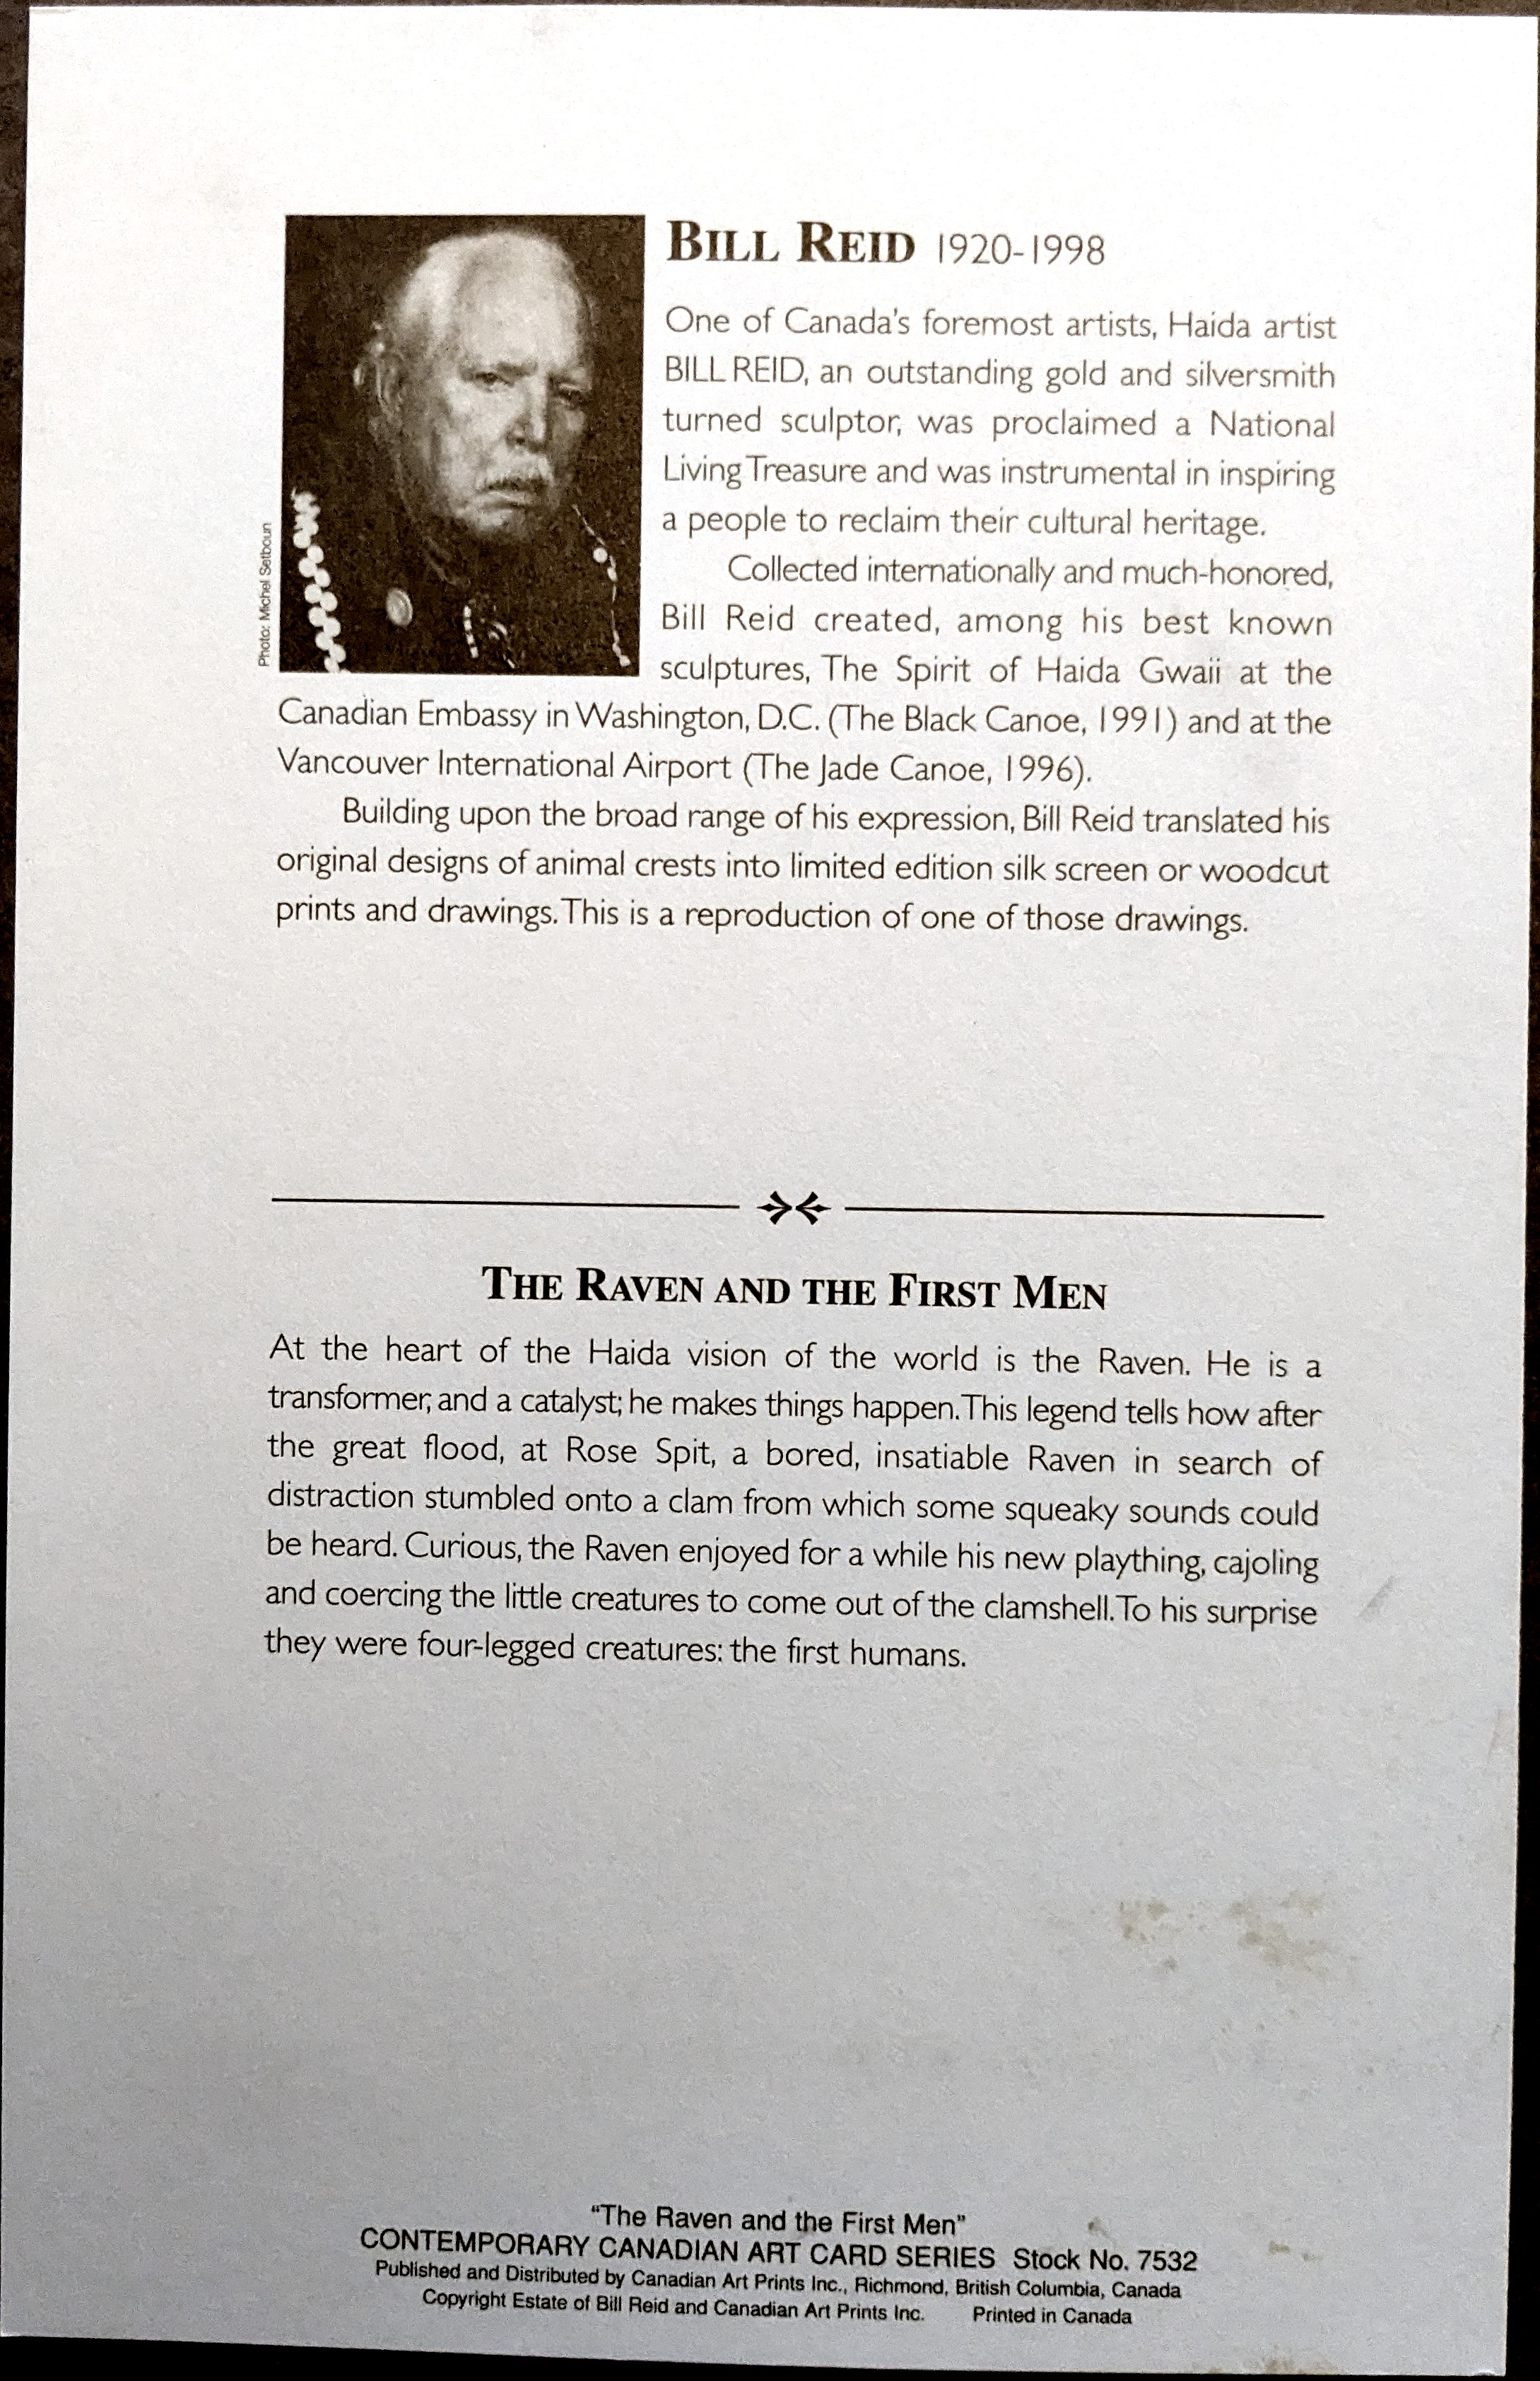 BILL REID 1920-1998
One of Canada's foremost artists, Haida artist
BILL REID, an outstanding gold and silversmith
turned sculptor, was proclaimed a National
Living Treasure and was instrumental in inspiring
a people to reclaim their cultural heritage.
Collected internationally and much-honored,
Bill Reid created, among his best known
sculptures, The Spirit of Haida Gwaii at the
Canadian Embassy in Washington, D.C. (The Black Canoe, 1991) and at the
Vancouver International Airport (The Jade Canoe, 1996).
Building upon the broad range of his expression, Bill Reid translated his
original designs of animal crests into limited edition silk screen or woodcut
prints and drawings. This is a reproduction of one of those drawings.
Photo: Michel Setboun
THE RAVEN AND THE FIRST MEN
At the heart of the Haida vision of the world is the Raven. He is a
transformer, and a catalyst; he makes things happen. This legend tells how after
the great flood, at Rose Spit, a bored, insatiable Raven in search of
distraction stumbled onto a clam from which some squeaky sounds could
be heard. Curious, the Raven enjoyed for a while his new plaything, cajoling
and coercing the little creatures to come out of the clamshell. To his surprise
they were four-legged creatures: the first humans.
"The Raven and the First Men"
CONTEMPORARY CANADIAN ART CARD SERIES Stock No. 7532
Published and Distributed by Canadian Art Prints Inc., Richmond, British Columbia, Canada
Copyright Estate of Bill Reid and Canadian Art Prints Inc. Printed in Canada